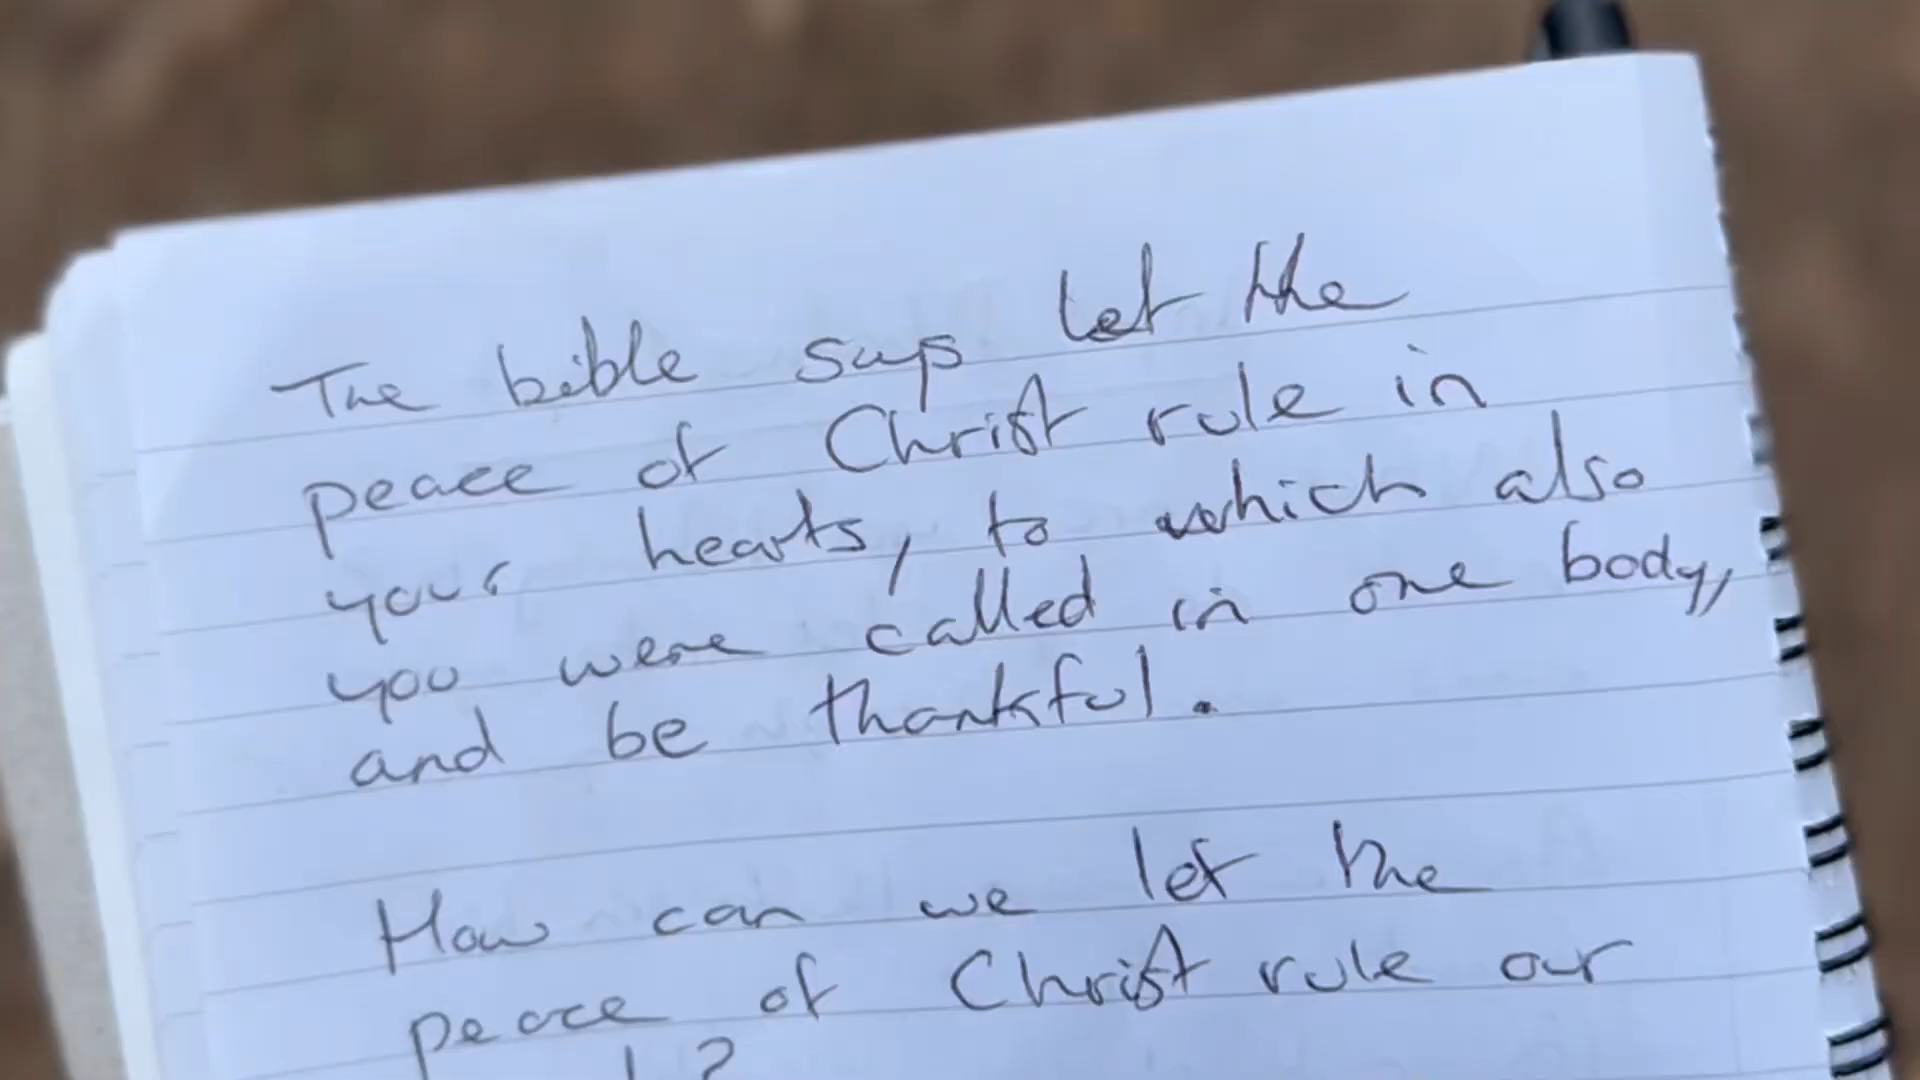 The bible says let the
peace of Christ rule in
your hearts, to which also
you were called in one body,
and be thankful.
How can we let the
peace of Christ rule our
?